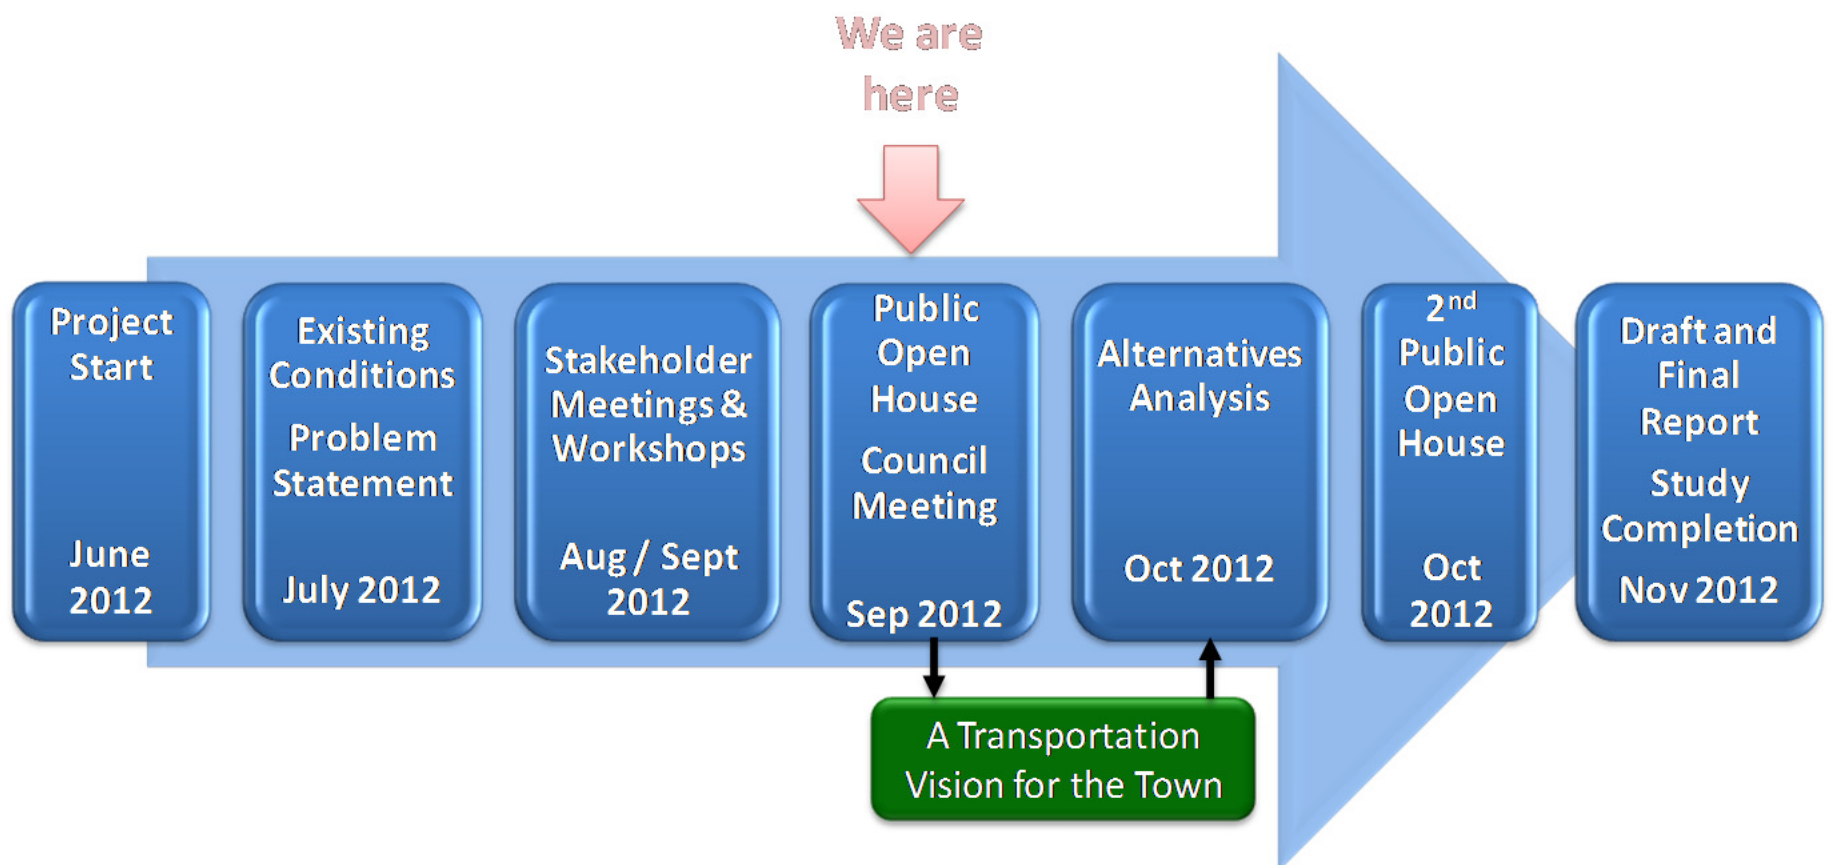 We are
here
Project
Start
June
2012
Existing
Conditions
Problem
Statement
July 2012
Stakeholder
Meetings &
Workshops
Aug / Sept
2012
Public
Open
House
Council
Meeting
Sep 2012
Alternatives
Analysis
Oct 2012
2nd
Public
Open
House
Oct
2012
Draft and
Final
Report
Study
Completion
Nov 2012
A Transportation
Vision for the Town